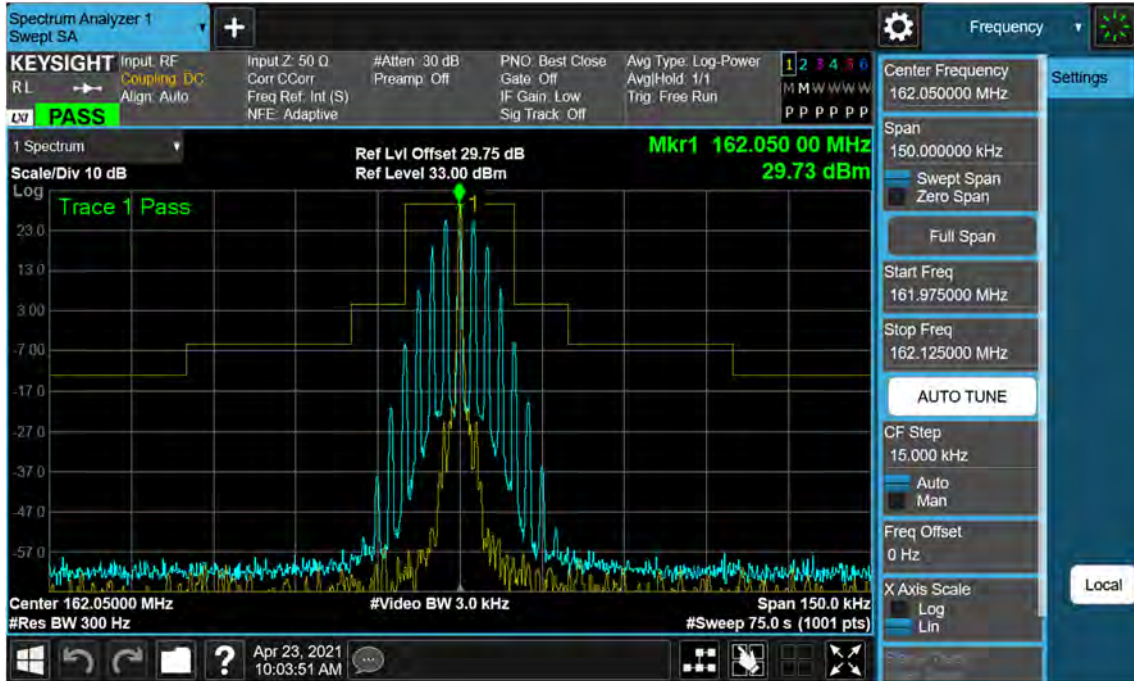 Spectrum Analyzer 1
Swept SA
+
Frequency
KEYSIGHT
Input: RF
Input Z: 50 Ω
#Atten: 30 dB
PNO: Best Close
Avg Type: Log-Power
1 2 3 4 5 6
RL
Coupling: DC
Corr CCorr
Preamp: Off
Gate: Off
Avg|Hold: 1/1
M M W W W W
Align: Auto
Freq Ref: Int (S)
IF Gain: Low
Trig: Free Run
P P P P P P
LXI
PASS
NFE: Adaptive
Sig Track: Off
1 Spectrum
Scale/Div 10 dB
Ref Lvl Offset 29.75 dB
Ref Level 33.00 dBm
Mkr1 162.050 00 MHz
29.73 dBm
Log
Trace 1 Pass
1
23.0
13.0
3.00
-7.00
-17.0
-27.0
-37.0
-47.0
-57.0
Center 162.05000 MHz
#Video BW 3.0 kHz
Span 150.0 kHz
#Res BW 300 Hz
#Sweep 75.0 s (1001 pts)
?
Apr 23, 2021
10:03:51 AM
Center Frequency
162.050000 MHz
Settings
Span
150.000000 kHz
Swept Span
Zero Span
Full Span
Start Freq
161.975000 MHz
Stop Freq
162.125000 MHz
AUTO TUNE
CF Step
15.000 kHz
Auto
Man
Freq Offset
0 Hz
X Axis Scale
Log
Lin
Local